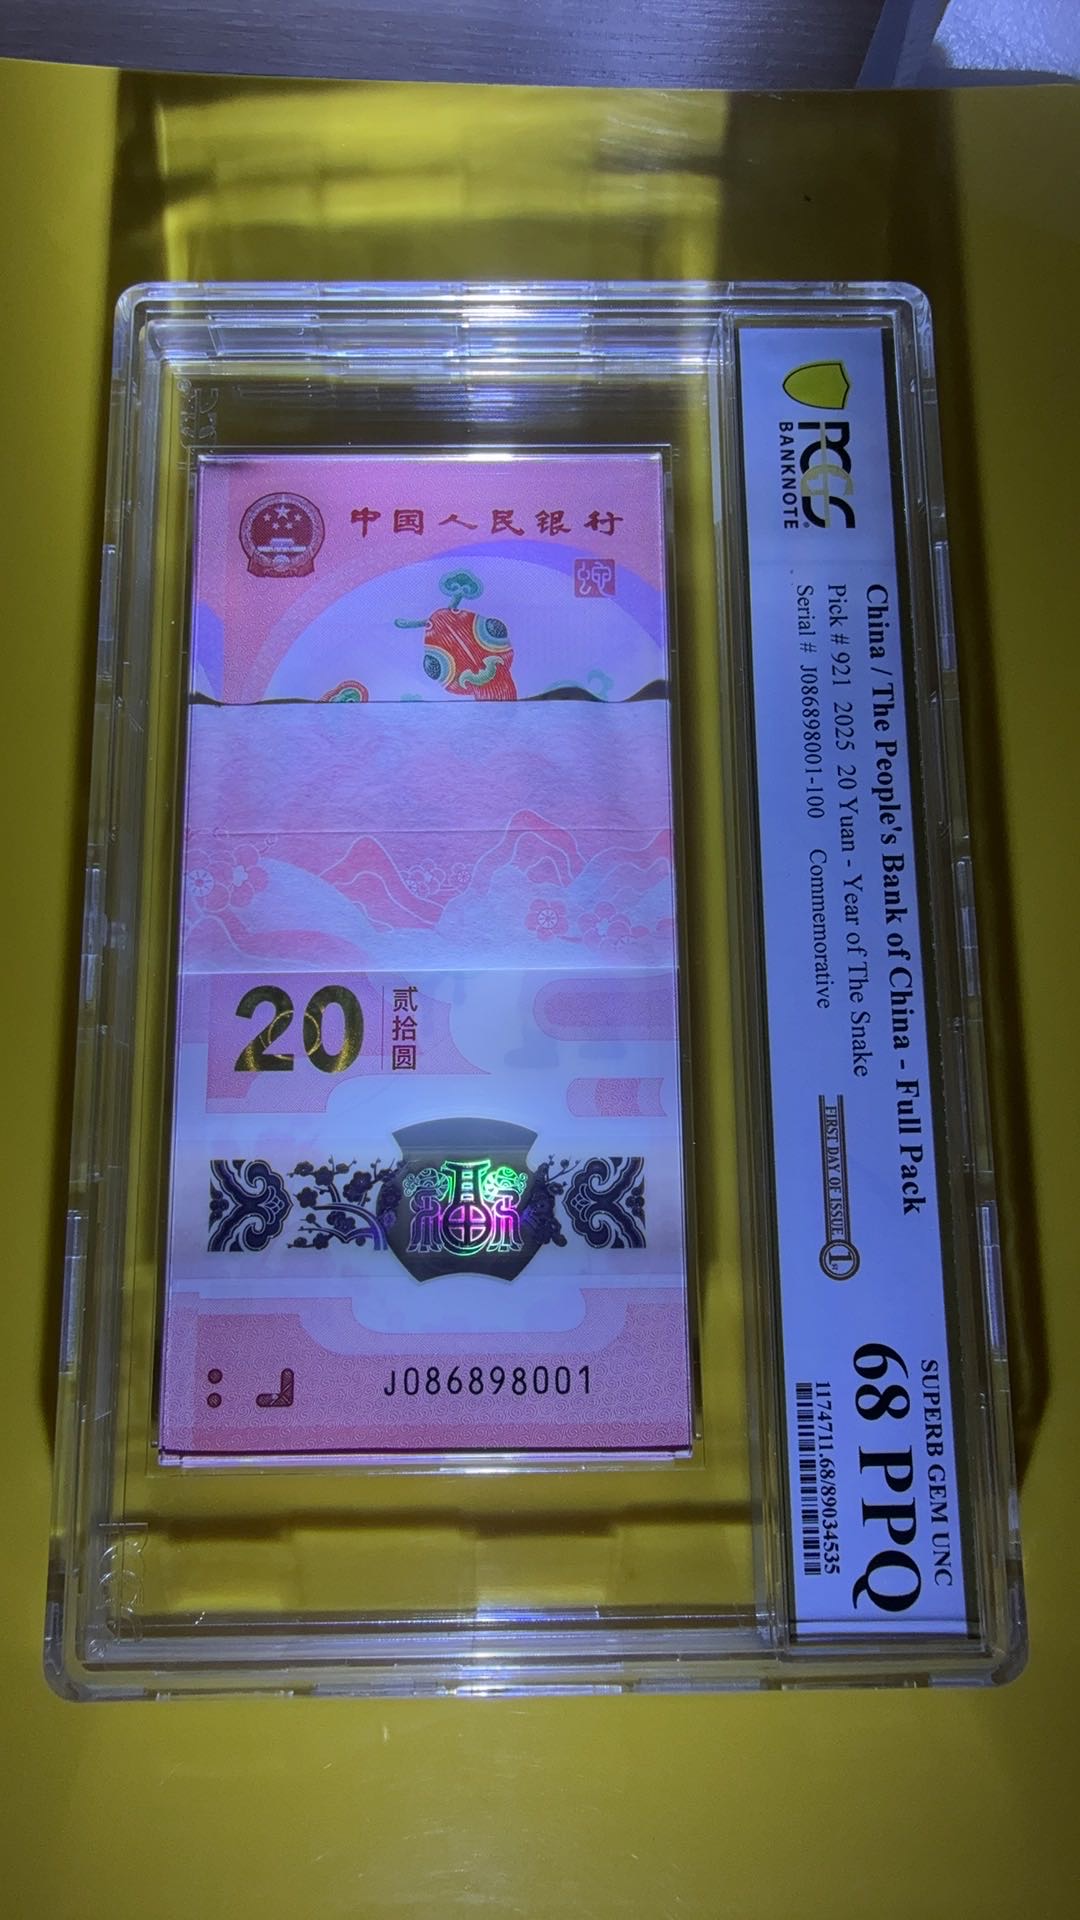 中国人民银行
蛇
20
贰拾圆
福
J086898001
PCGS
BANKNOTE
China / The People's Bank of China - Full Pack
Pick # 921 2025 20 Yuan - Year of The Snake
Serial # J086898001-100 Commemorative
FIRST DAY OF ISSUE 1st
SUPERB GEM UNC
68 PPQ
1174711.68/89034535